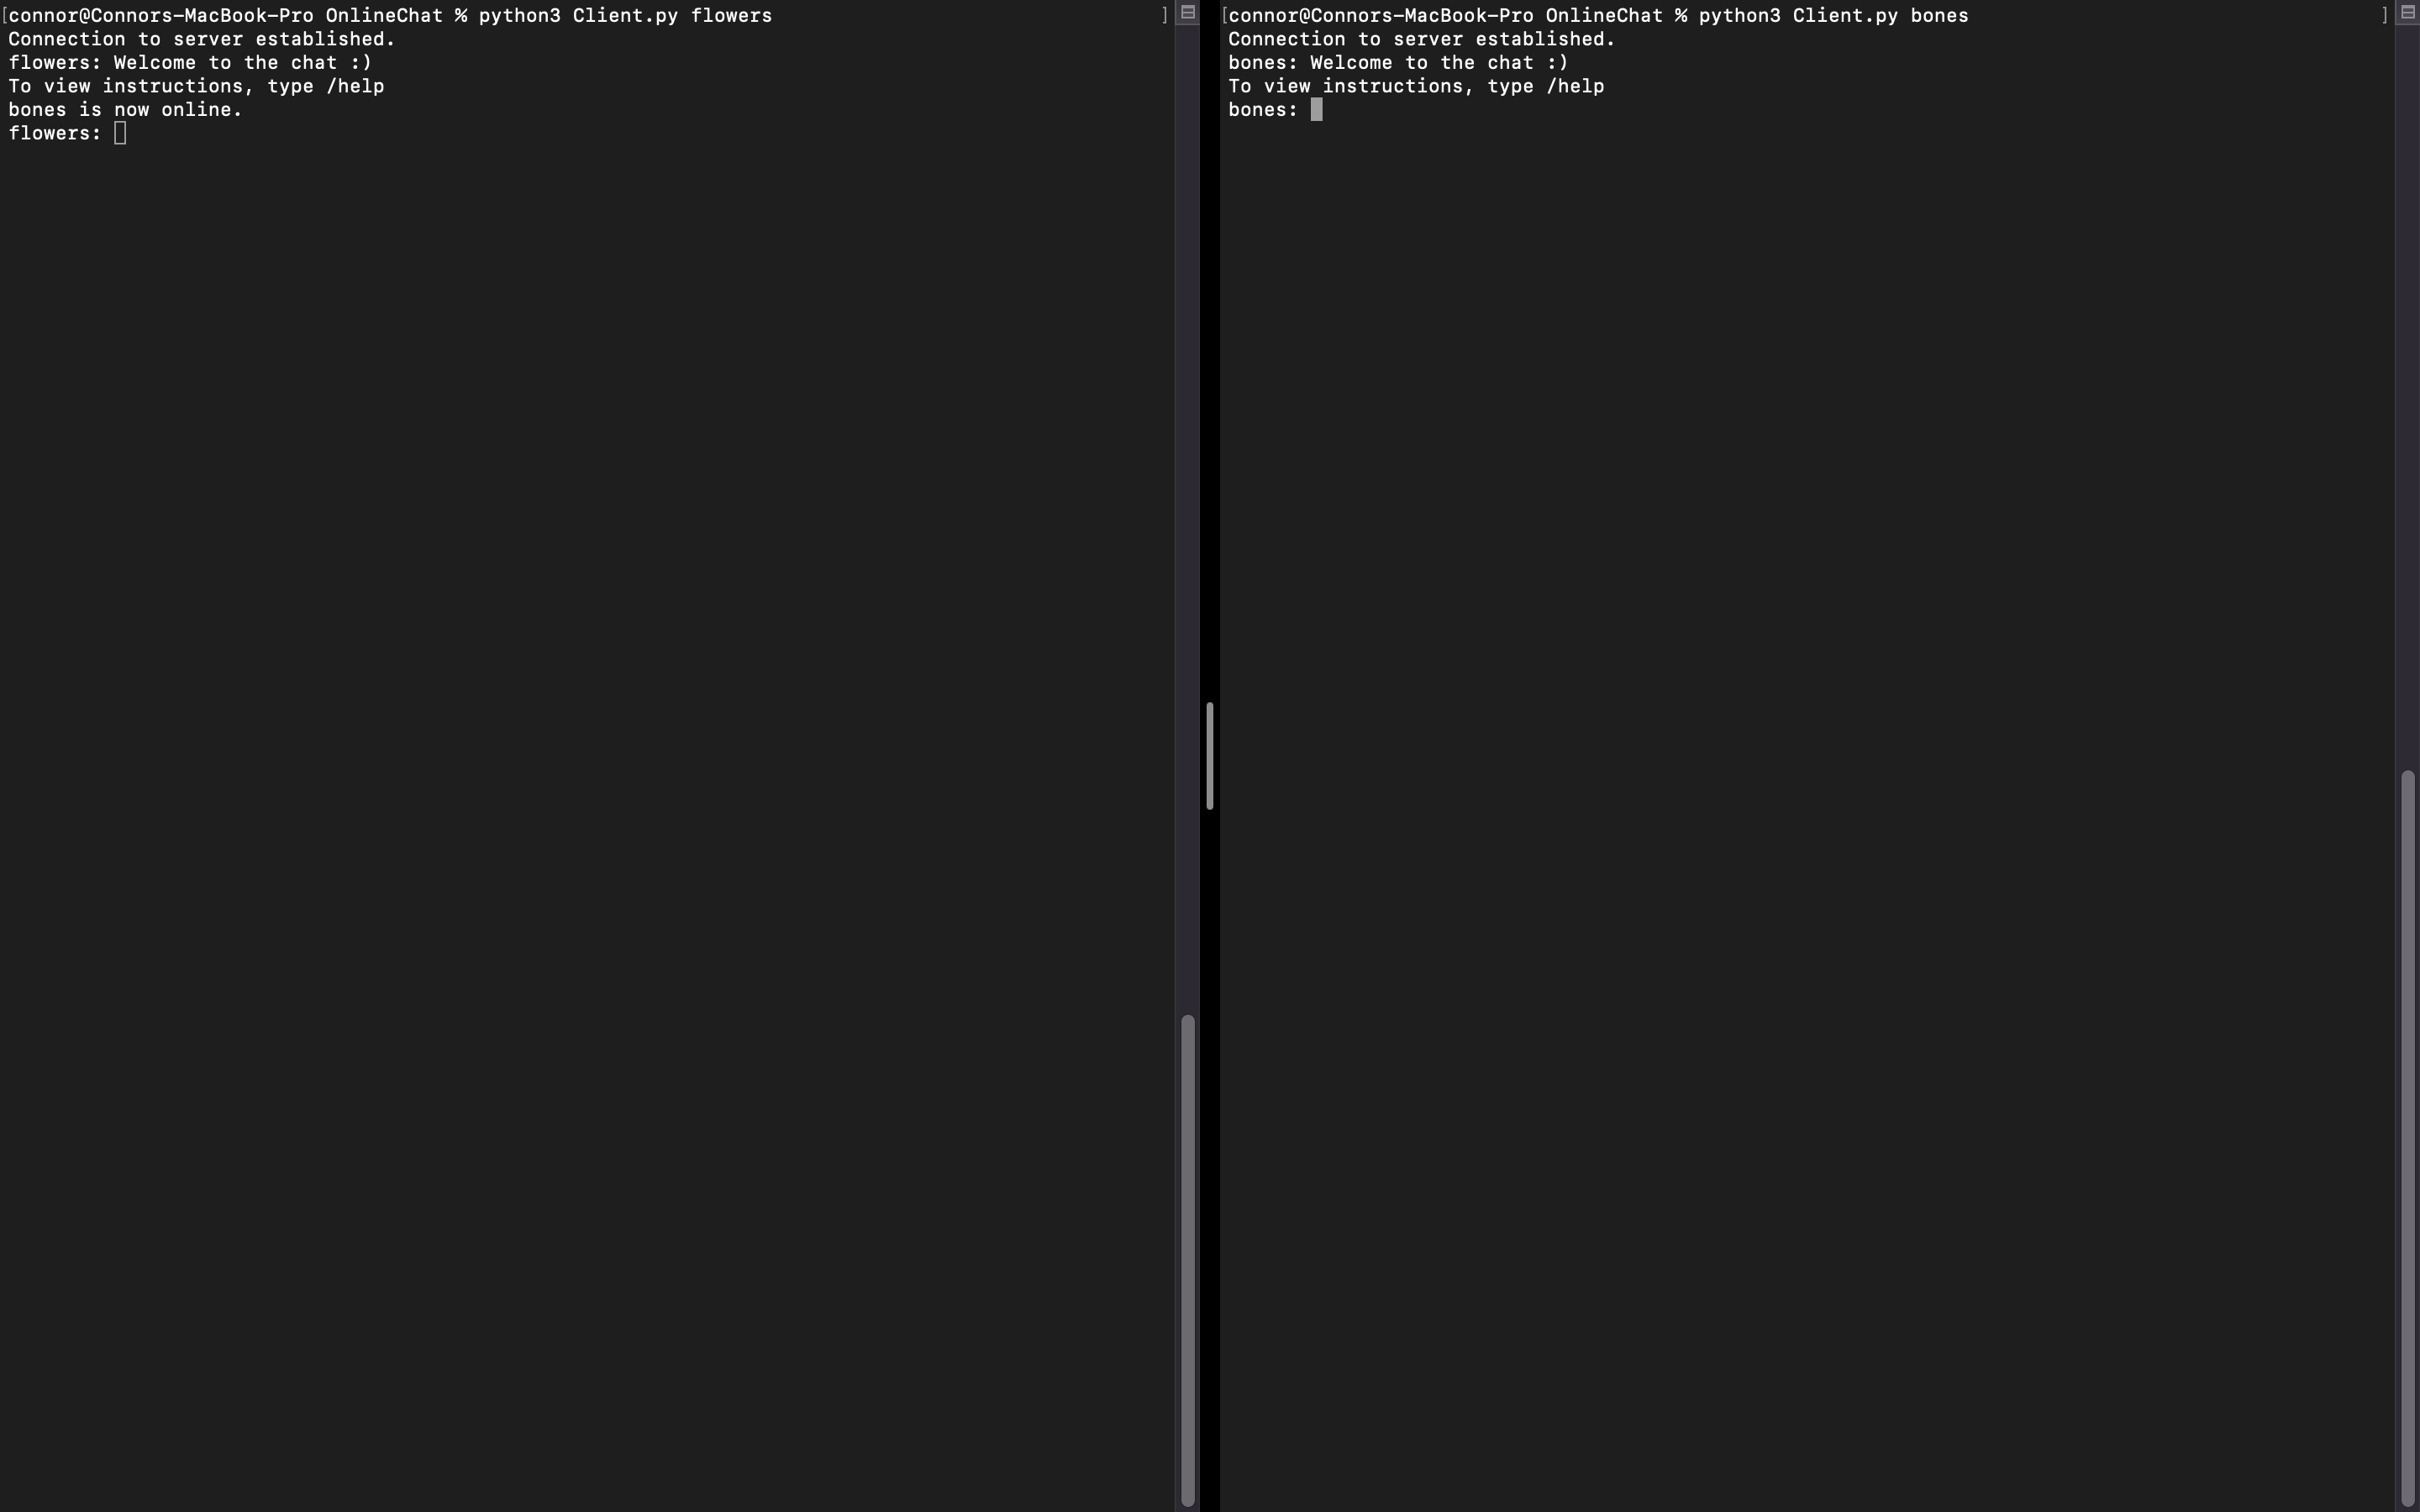 [connor@Connors-MacBook-Pro OnlineChat % python3 Client.py flowers ]
Connection to server established.
flowers: Welcome to the chat :)
To view instructions, type /help
bones is now online.
flowers:
[connor@Connors-MacBook-Pro OnlineChat % python3 Client.py bones ]
Connection to server established.
bones: Welcome to the chat :)
To view instructions, type /help
bones: